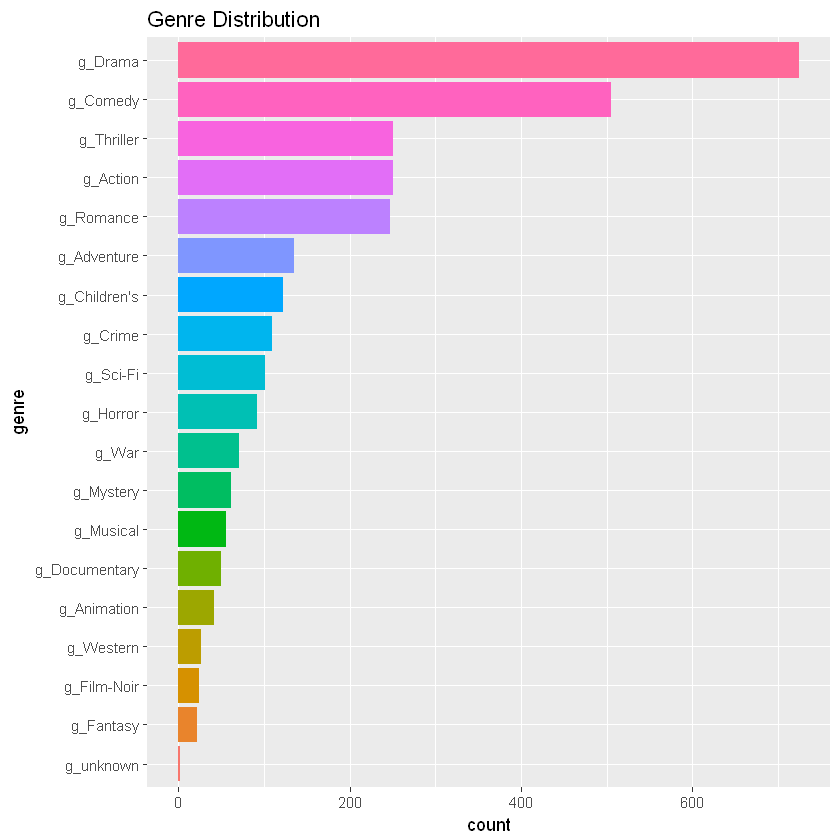 Genre Distribution
g_Drama
g_Comedy
g_Thriller
g_Action
g_Romance
g_Adventure
g_Children's
g_Crime
g_Sci-Fi
g_Horror
g_War
g_Mystery
g_Musical
g_Documentary
g_Animation
g_Western
g_Film-Noir
g_Fantasy
g_unknown
genre
0 200 400 600
count